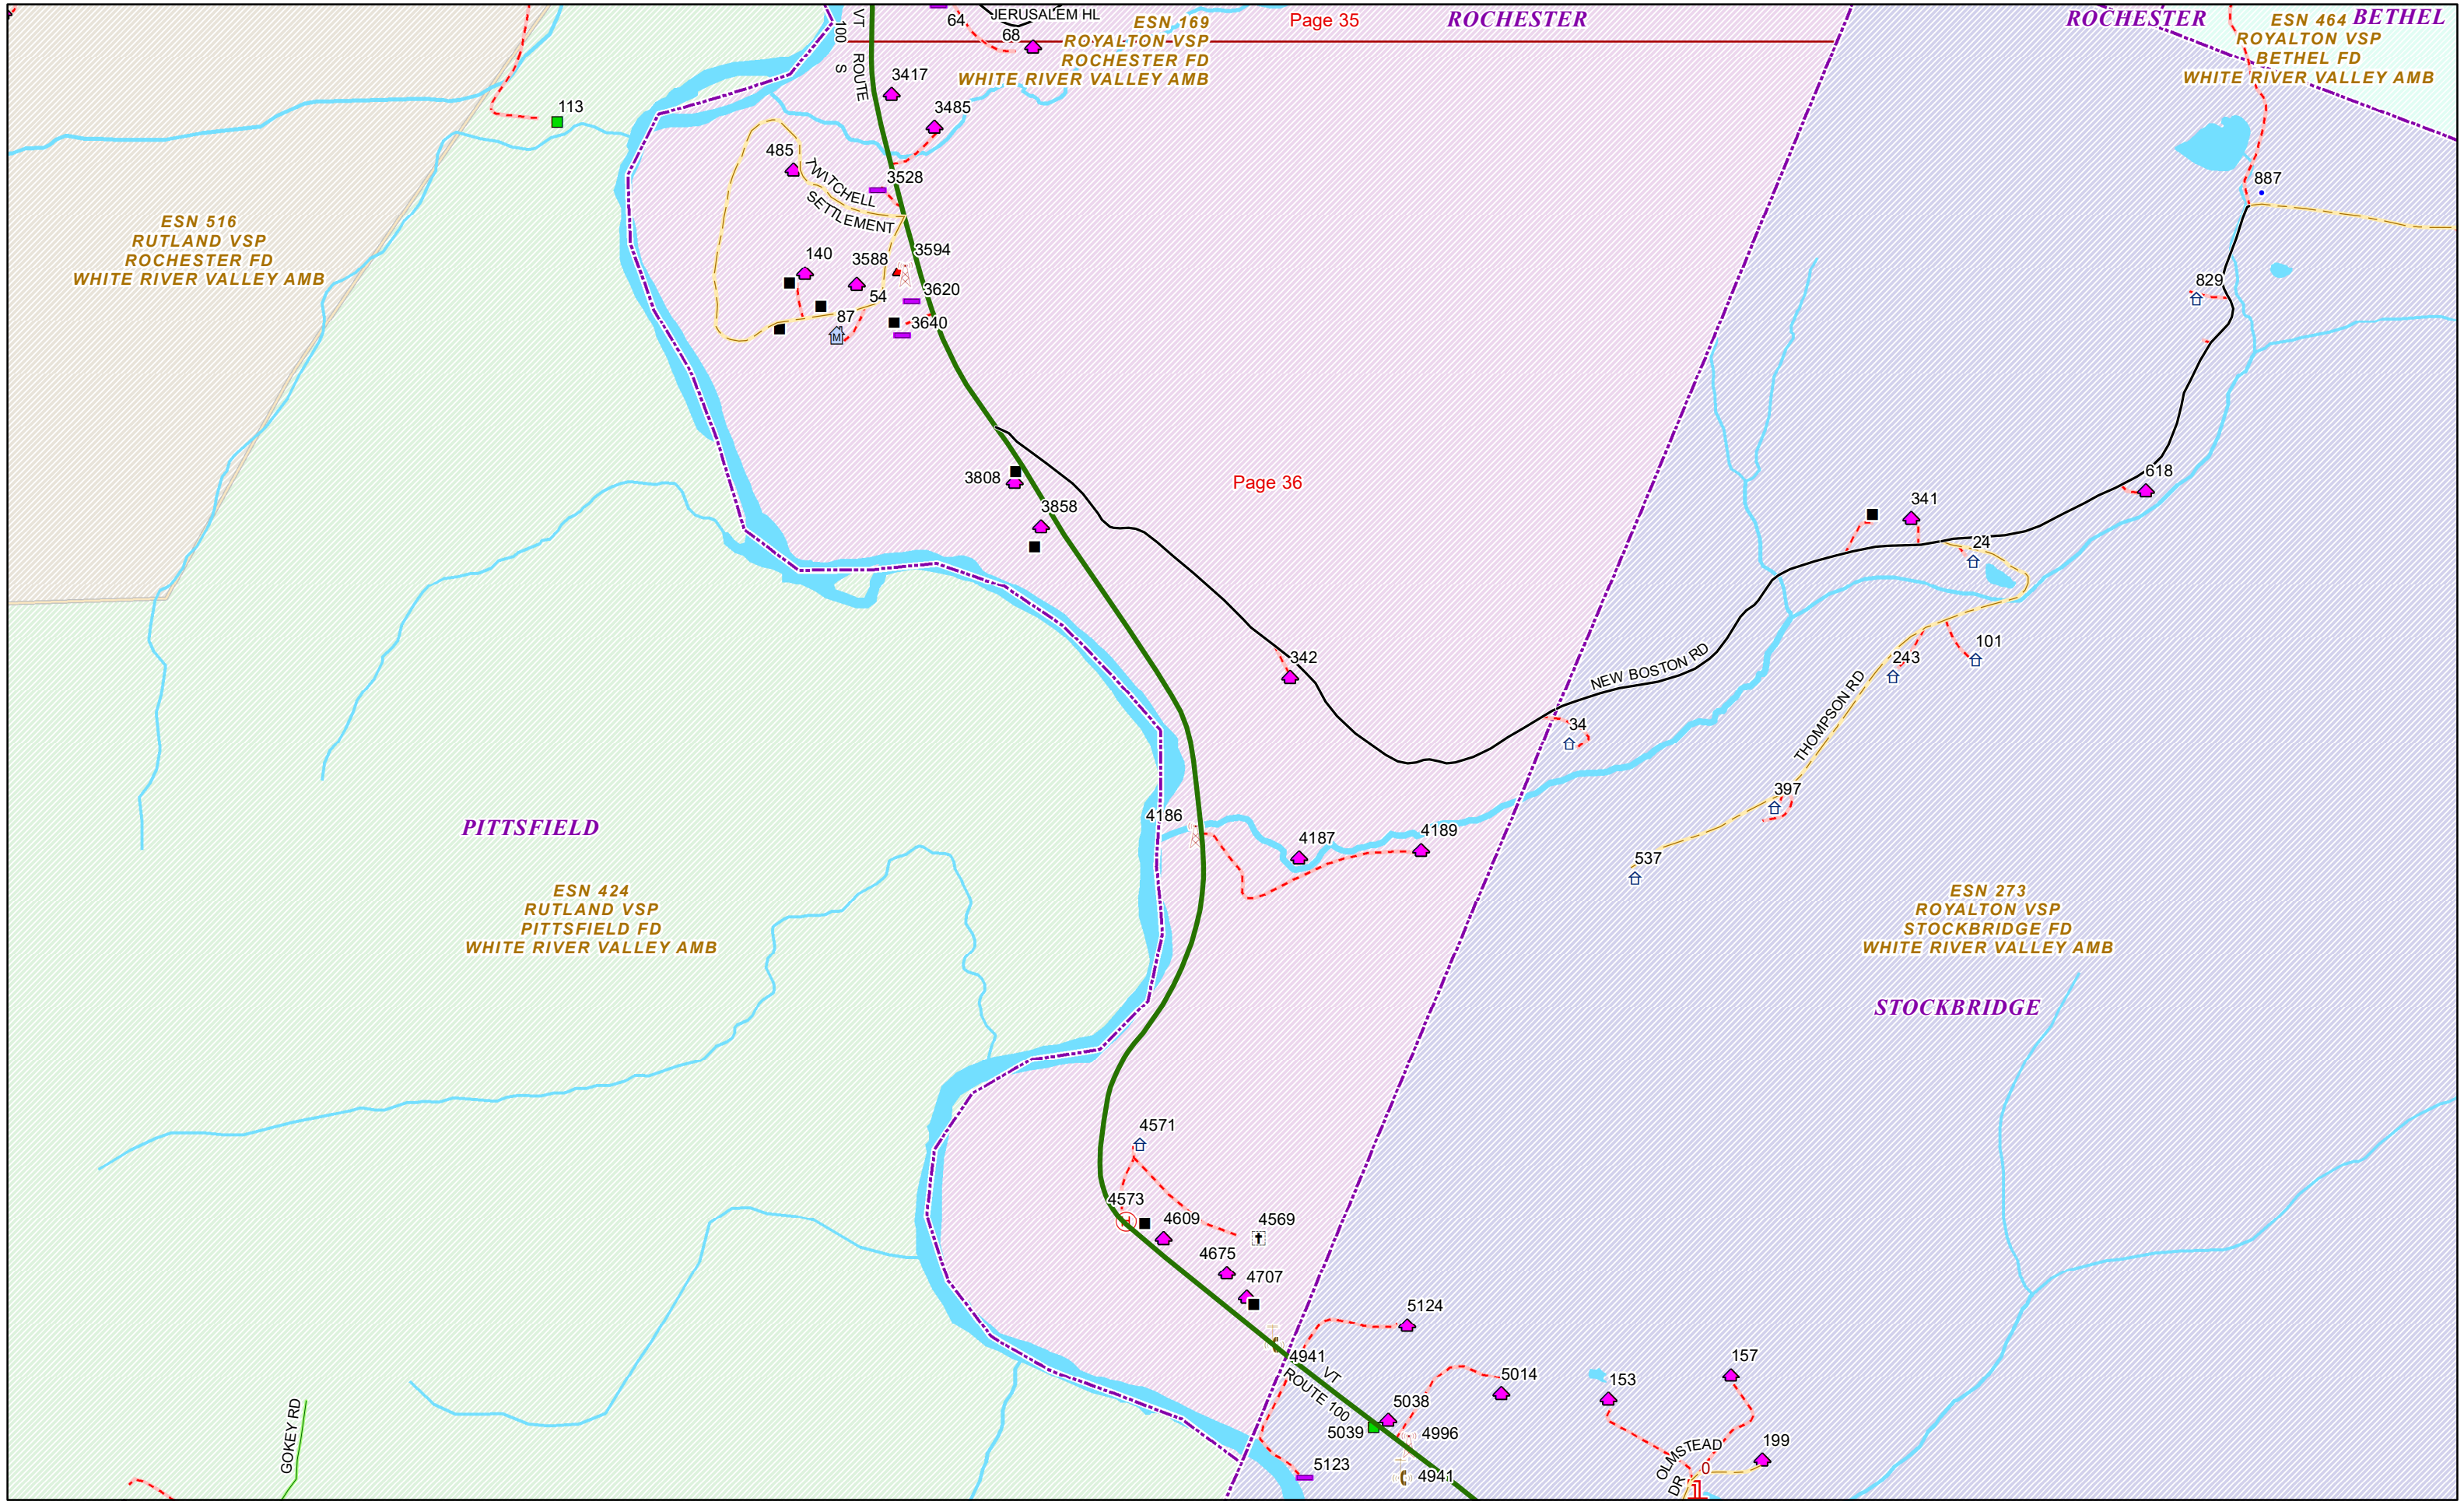 64
JERUSALEM HL
68
VT
ROUTE
100
S
ESN 169
ROYALTON VSP
ROCHESTER FD
WHITE RIVER VALLEY AMB
Page 35
ROCHESTER
ROCHESTER
ESN 464
ROYALTON VSP
BETHEL FD
WHITE RIVER VALLEY AMB
BETHEL
3417
3485
113
485
TWITCHELL
SETTLEMENT
3528
887
ESN 516
RUTLAND VSP
ROCHESTER FD
WHITE RIVER VALLEY AMB
140
3588
3594
54
3620
87
M
3640
829
3808
3858
Page 36
618
341
24
342
NEW BOSTON RD
101
243
34
THOMPSON RD
397
4186
4187
4189
537
PITTSFIELD
ESN 424
RUTLAND VSP
PITTSFIELD FD
WHITE RIVER VALLEY AMB
ESN 273
ROYALTON VSP
STOCKBRIDGE FD
WHITE RIVER VALLEY AMB
STOCKBRIDGE
4571
4573
H
4609
4569
4675
4707
5124
4941
VT
ROUTE 100
5014
153
157
5038
5039
4996
5123
4941
OLMSTEAD
DR
199
0
1
GOKEY RD